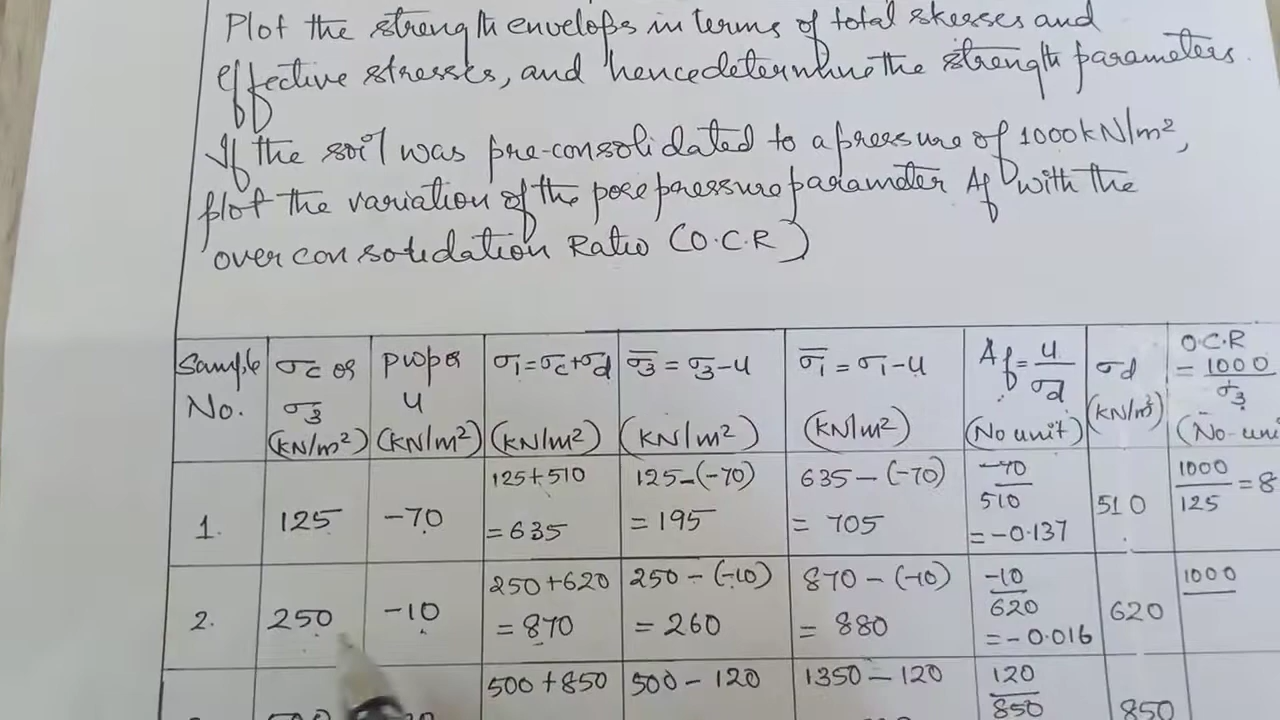 Plot the strength envelops in terms of total stresses and
effective stresses, and hence determine the strength parameters.
If the soil was pre-consolidated to a pressure of 1000kN/m²,
plot the variation of the pore pressure parameter Af with the
over consolidation Ratio (O.C.R)
Sample No. σc or σ3 (kN/m²) pwp or u (kN/m²) σ1=σc+σd (kN/m²) σ̅3 = σ3-u (kN/m²) σ̅1 = σ1-u (kN/m²) Af = u/σd (No unit) σd (kN/m²) O.C.R = 1000/σ3 (No-uni
1. 125 -70 125+510 = 635 125-(-70) = 195 635-(-70) = 705 -70/510 = -0.137 510 1000/125 = 8
2. 250 -10 250+620 = 870 250-(-10) = 260 870-(-10) = 880 -10/620 = -0.016 620 1000
500+850 500-120 1350-120 120/850 850